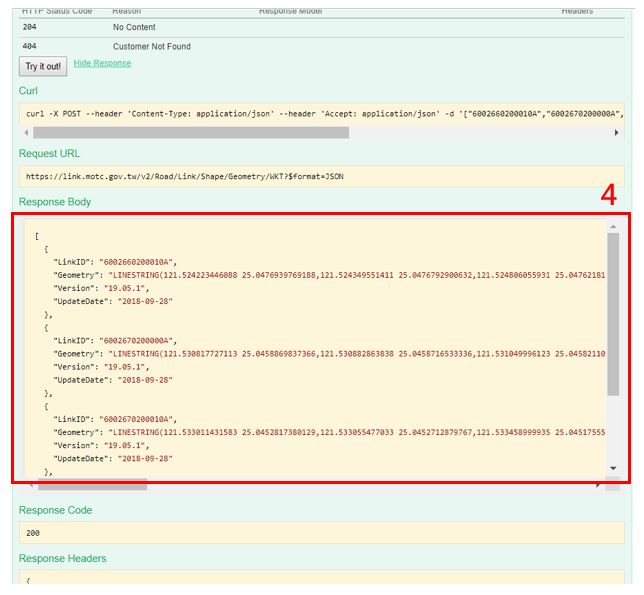 HTTP Status Code Reason Response Model Headers
204 No Content
404 Customer Not Found
Try it out! Hide Response
Curl
curl -X POST --header 'Content-Type: application/json' --header 'Accept: application/json' -d '["6002660200010A","6002670200000A",
Request URL
https://link.motc.gov.tw/v2/Road/Link/Shape/Geometry/WKT?$format=JSON
4
Response Body
[
{
"LinkID": "6002660200010A",
"Geometry": "LINESTRING(121.524223446088 25.0476939769188,121.524349551411 25.0476792900632,121.524806055931 25.04762181
"Version": "19.05.1",
"UpdateDate": "2018-09-28"
},
{
"LinkID": "6002670200000A",
"Geometry": "LINESTRING(121.530817727113 25.0458869837366,121.530882863838 25.0458716533336,121.531049996123 25.04582110
"Version": "19.05.1",
"UpdateDate": "2018-09-28"
},
{
"LinkID": "6002670200010A",
"Geometry": "LINESTRING(121.533011431583 25.0452817380129,121.533055477033 25.0452712879767,121.533458999935 25.04517555
"Version": "19.05.1",
"UpdateDate": "2018-09-28"
},
Response Code
200
Response Headers
{